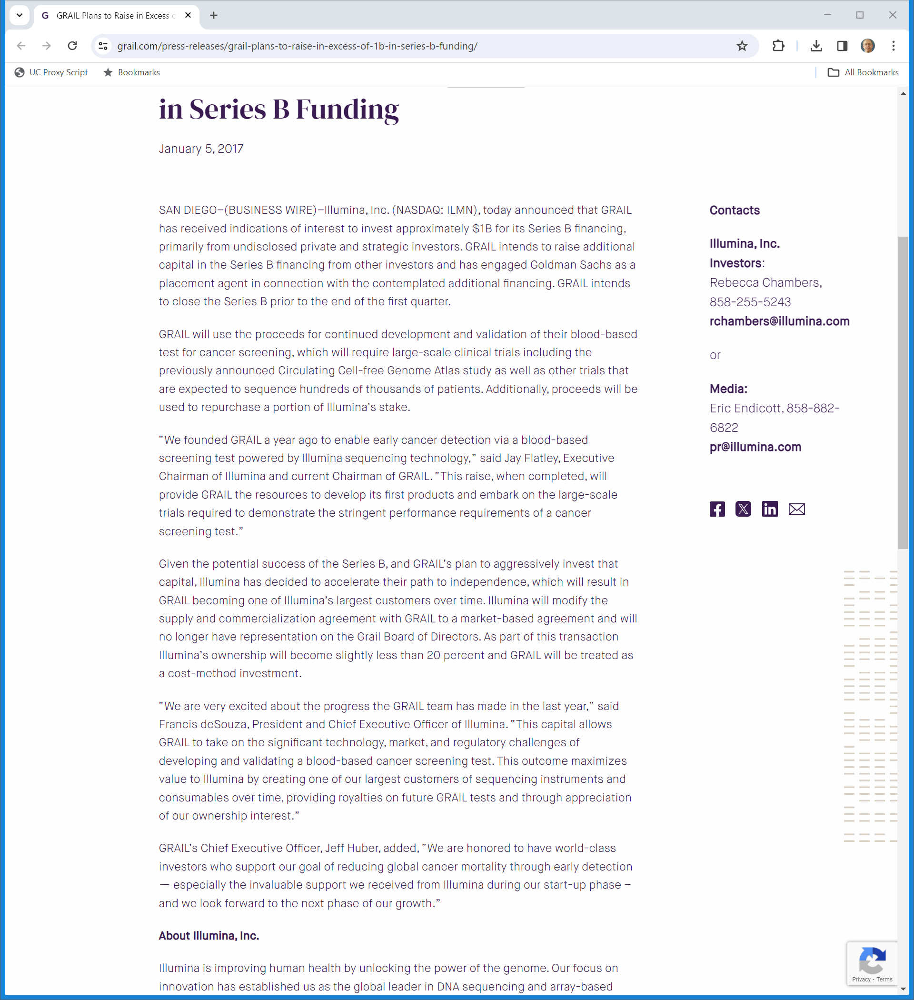 GRAIL Plans to Raise in Excess o
grail.com/press-releases/grail-plans-to-raise-in-excess-of-1b-in-series-b-funding/
UC Proxy Script
Bookmarks
All Bookmarks
in Series B Funding
January 5, 2017
SAN DIEGO–(BUSINESS WIRE)–Illumina, Inc. (NASDAQ: ILMN), today announced that GRAIL
has received indications of interest to invest approximately $1B for its Series B financing,
primarily from undisclosed private and strategic investors. GRAIL intends to raise additional
capital in the Series B financing from other investors and has engaged Goldman Sachs as a
placement agent in connection with the contemplated additional financing. GRAIL intends
to close the Series B prior to the end of the first quarter.
GRAIL will use the proceeds for continued development and validation of their blood-based
test for cancer screening, which will require large-scale clinical trials including the
previously announced Circulating Cell-free Genome Atlas study as well as other trials that
are expected to sequence hundreds of thousands of patients. Additionally, proceeds will be
used to repurchase a portion of Illumina’s stake.
“We founded GRAIL a year ago to enable early cancer detection via a blood-based
screening test powered by Illumina sequencing technology,” said Jay Flatley, Executive
Chairman of Illumina and current Chairman of GRAIL. “This raise, when completed, will
provide GRAIL the resources to develop its first products and embark on the large-scale
trials required to demonstrate the stringent performance requirements of a cancer
screening test.”
Given the potential success of the Series B, and GRAIL’s plan to aggressively invest that
capital, Illumina has decided to accelerate their path to independence, which will result in
GRAIL becoming one of Illumina’s largest customers over time. Illumina will modify the
supply and commercialization agreement with GRAIL to a market-based agreement and will
no longer have representation on the Grail Board of Directors. As part of this transaction
Illumina’s ownership will become slightly less than 20 percent and GRAIL will be treated as
a cost-method investment.
“We are very excited about the progress the GRAIL team has made in the last year,” said
Francis deSouza, President and Chief Executive Officer of Illumina. “This capital allows
GRAIL to take on the significant technology, market, and regulatory challenges of
developing and validating a blood-based cancer screening test. This outcome maximizes
value to Illumina by creating one of our largest customers of sequencing instruments and
consumables over time, providing royalties on future GRAIL tests and through appreciation
of our ownership interest.”
GRAIL’s Chief Executive Officer, Jeff Huber, added, “We are honored to have world-class
investors who support our goal of reducing global cancer mortality through early detection
— especially the invaluable support we received from Illumina during our start-up phase –
and we look forward to the next phase of our growth.”
About Illumina, Inc.
Illumina is improving human health by unlocking the power of the genome. Our focus on
innovation has established us as the global leader in DNA sequencing and array-based
Contacts
Illumina, Inc.
Investors:
Rebecca Chambers,
858-255-5243
rchambers@illumina.com
or
Media:
Eric Endicott, 858-882-
6822
pr@illumina.com
Privacy - Terms